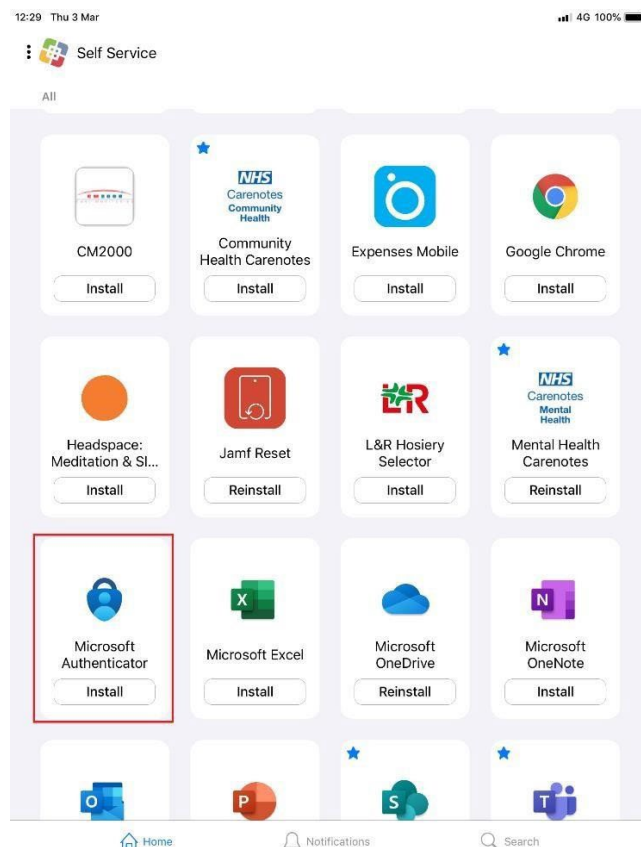 12:29 Thu 3 Mar
4G 100%
Self Service
All
NHS
Carenotes
Community
Health
CM2000
Community
Health Carenotes
Expenses Mobile
Google Chrome
Install
Install
Install
Install
L&R
NHS
Carenotes
Mental
Health
Headspace:
Meditation & Sl...
Jamf Reset
L&R Hosiery
Selector
Mental Health
Carenotes
Install
Reinstall
Install
Reinstall
X
N
Microsoft
Authenticator
Microsoft Excel
Microsoft
OneDrive
Microsoft
OneNote
Install
Install
Reinstall
Install
O
P
S
T
Home
Notifications
Search